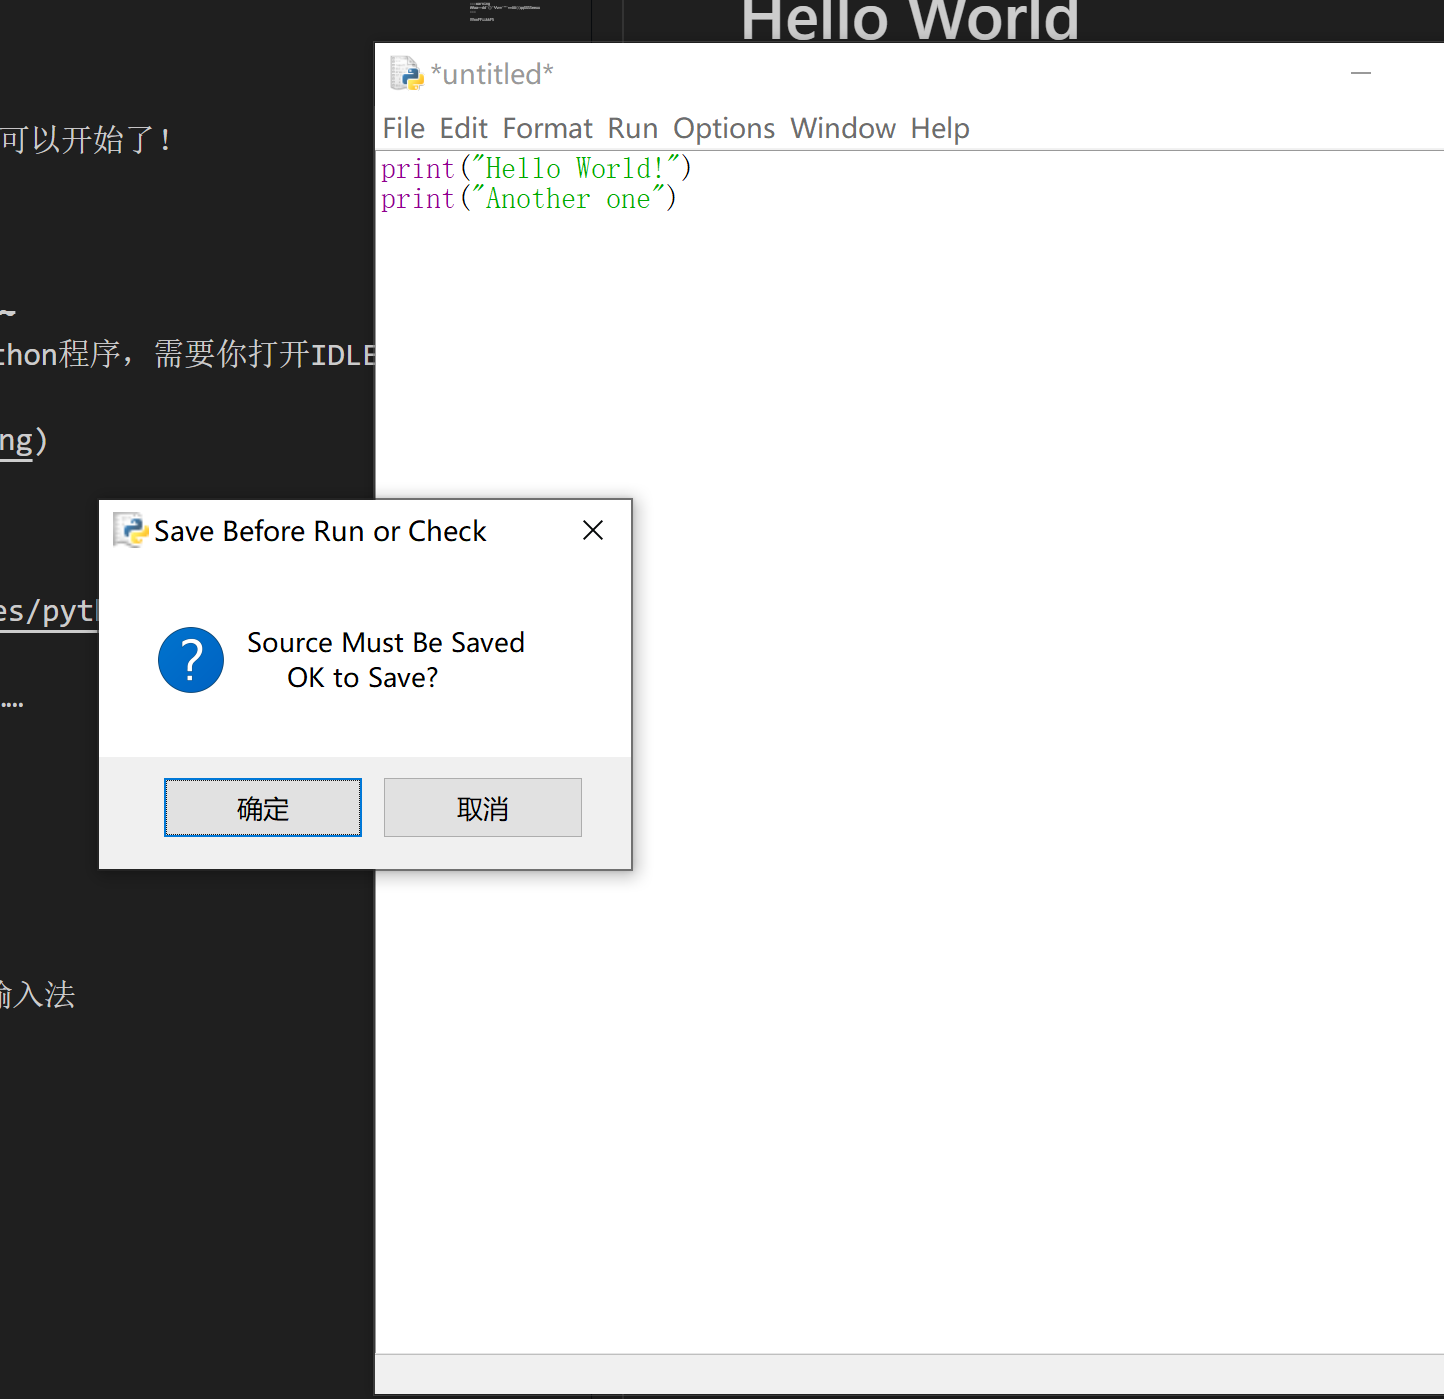 Hello World
可以开始了!
~
thon程序，需要你打开IDLE
ng)
es/pyth
……
输入法
*untitled*
File Edit Format Run Options Window Help
print("Hello World!")
print("Another one")
Save Before Run or Check
Source Must Be Saved
OK to Save?
确定
取消